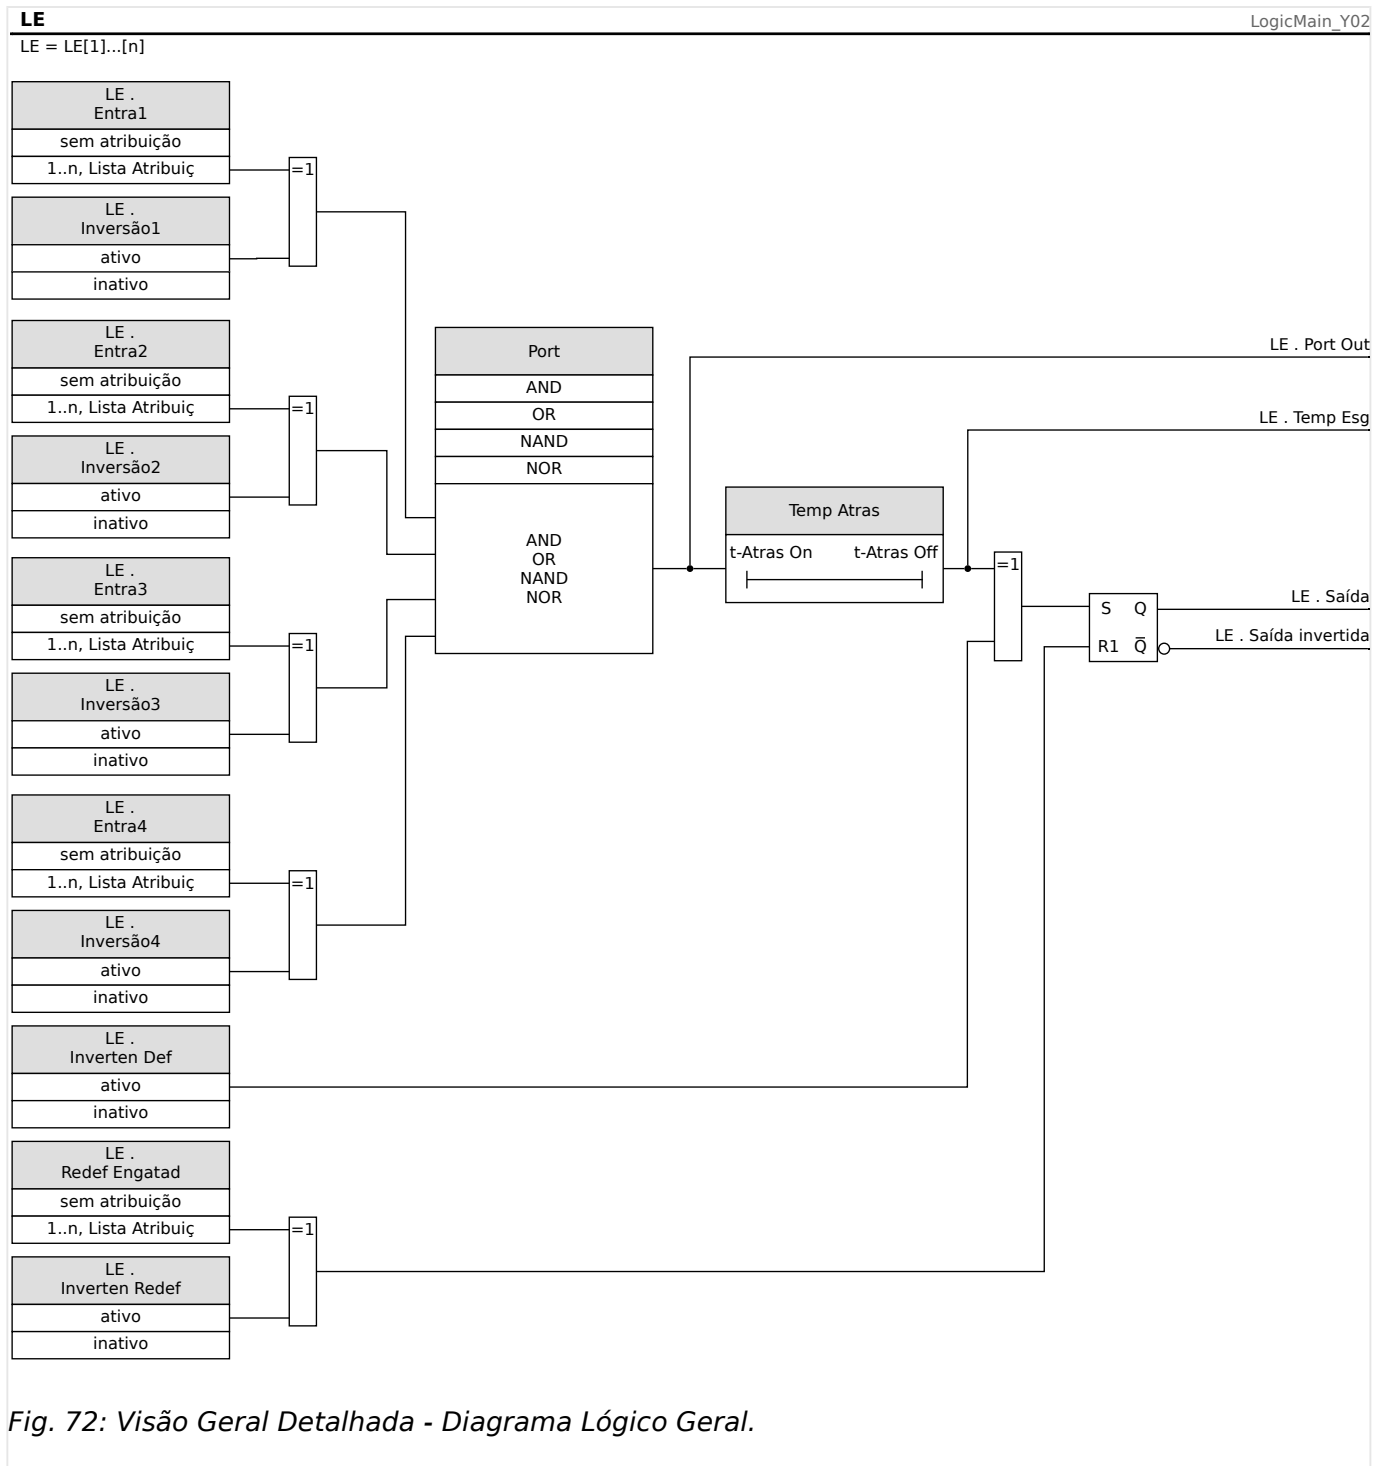 LE
LogicMain_Y02
LE = LE[1]...[n]
LE .
Entra1
sem atribuição
1..n, Lista Atribuiç
=1
LE .
Inversão1
ativo
inativo
LE .
Entra2
sem atribuição
1..n, Lista Atribuiç
=1
LE .
Inversão2
ativo
inativo
LE .
Entra3
sem atribuição
1..n, Lista Atribuiç
=1
LE .
Inversão3
ativo
inativo
LE .
Entra4
sem atribuição
1..n, Lista Atribuiç
=1
LE .
Inversão4
ativo
inativo
LE .
Inverten Def
ativo
inativo
LE .
Redef Engatad
sem atribuição
1..n, Lista Atribuiç
=1
LE .
Inverten Redef
ativo
inativo
Port
AND
OR
NAND
NOR
AND
OR
NAND
NOR
Temp Atras
t-Atras On t-Atras Off
=1
S Q
R1 Q̅
LE . Port Out
LE . Temp Esg
LE . Saída
LE . Saída invertida
Fig. 72: Visão Geral Detalhada - Diagrama Lógico Geral.